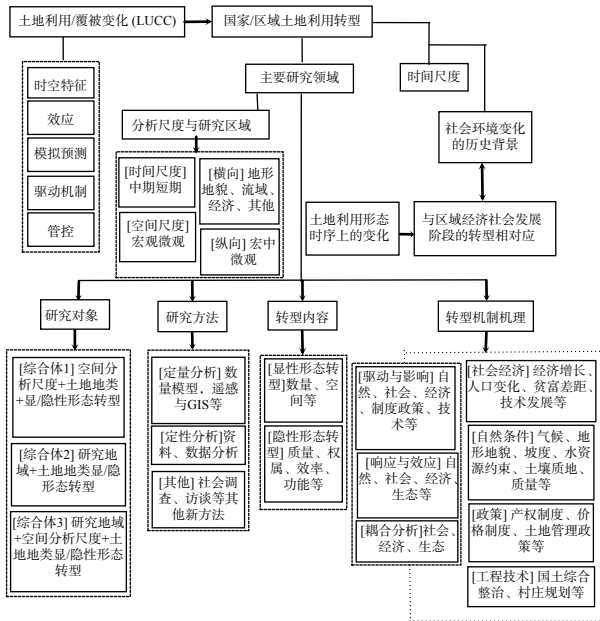 土地利用/覆被变化 (LUCC)
国家/区域土地利用转型
时空特征
效应
模拟预测
驱动机制
管控
主要研究领域
时间尺度
分析尺度与研究区域
[时间尺度]
中期短期
[空间尺度]
宏观微观
[横向] 地形
地貌、流域、
经济、其他
[纵向] 宏中
微观
社会环境变化
的历史背景
土地利用形态
时序上的变化
与区域经济社会发展
阶段的转型相对应
研究对象
研究方法
转型内容
转型机制机理
[综合体1] 空间分
析尺度+土地地类
+显/隐性形态转型
[综合体2] 研究地
域+土地地类显/隐
形态转型
[综合体3] 研究地域
+空间分析尺度+土
地地类显/隐性形态
转型
[定量分析] 数
量模型，遥感
与GIS等
[定性分析]资
料、数据分析
[其他] 社会调
查、访谈等其
他新方法
[显性形态转
型]数量、空
间等
[隐性形态转
型] 质量、权
属、效率、
功能等
[驱动与影响] 自
然、社会、经济、
制度政策、技
术等
[响应与效应] 自
然、社会、经济、
生态等
[耦合分析]社会、
经济、生态
[社会经济] 经济增长、
人口变化、贫富差距、
技术发展等
[自然条件] 气候、地
形地貌、坡度、水资
源约束、土壤质地、
质量等
[政策] 产权制度、价
格制度、土地管理政
策等
[工程技术] 国土综合
整治、村庄规划等